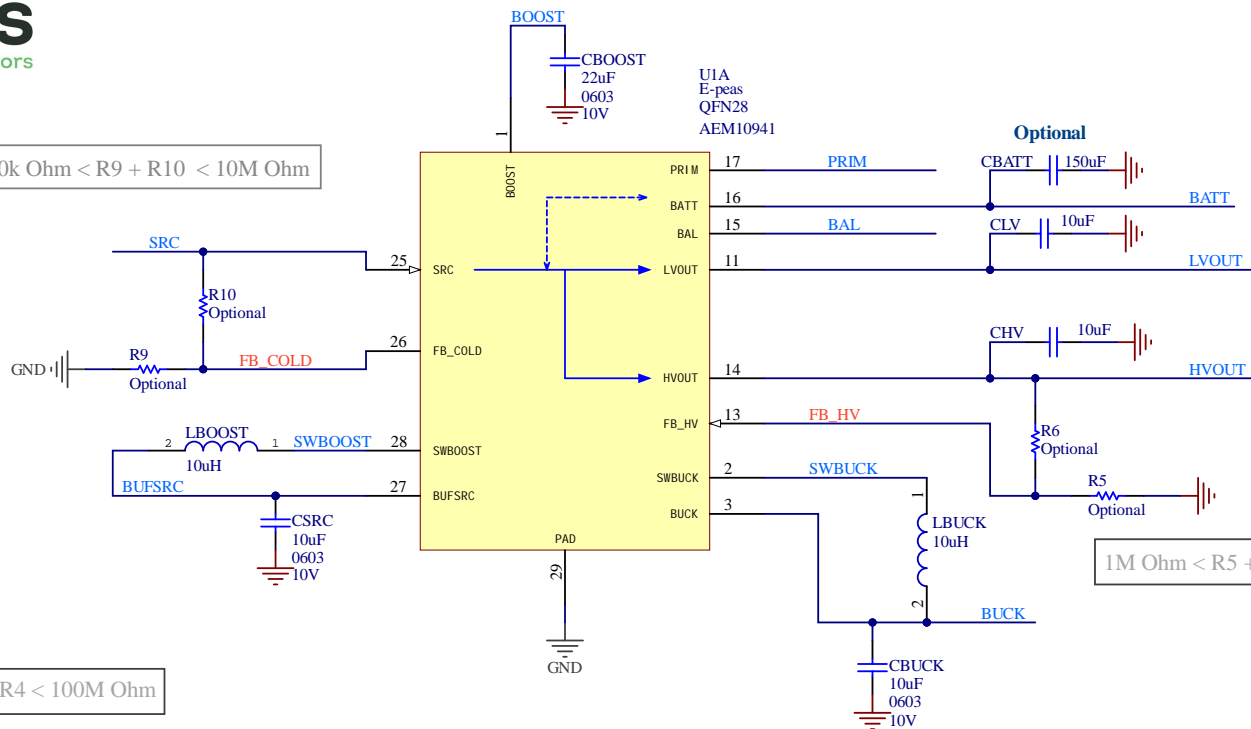 s
ors
BOOST
CBOOST
22uF
0603
10V
U1A
E-peas
QFN28
AEM10941
1
BOOST
0k Ohm < R9 + R10 < 10M Ohm
Optional
CBATT
150uF
PRIM
17
PRIM
BATT
16
BATT
BAL
15
BAL
CLV
10uF
LVOUT
11
LVOUT
SRC
25
SRC
R10
Optional
26
FB_COLD
GND
R9
Optional
FB_COLD
CHV
10uF
HVOUT
14
HVOUT
FB_HV
13
FB_HV
R6
Optional
R5
Optional
LBOOST
2
1
10uH
SWBOOST
28
SWBOOST
BUFSRC
27
BUFSRC
CSRC
10uF
0603
10V
SWBUCK
2
SWBUCK
BUCK
3
1
LBUCK
10uH
2
BUCK
PAD
29
GND
1M Ohm < R5 +
R4 < 100M Ohm
CBUCK
10uF
0603
10V